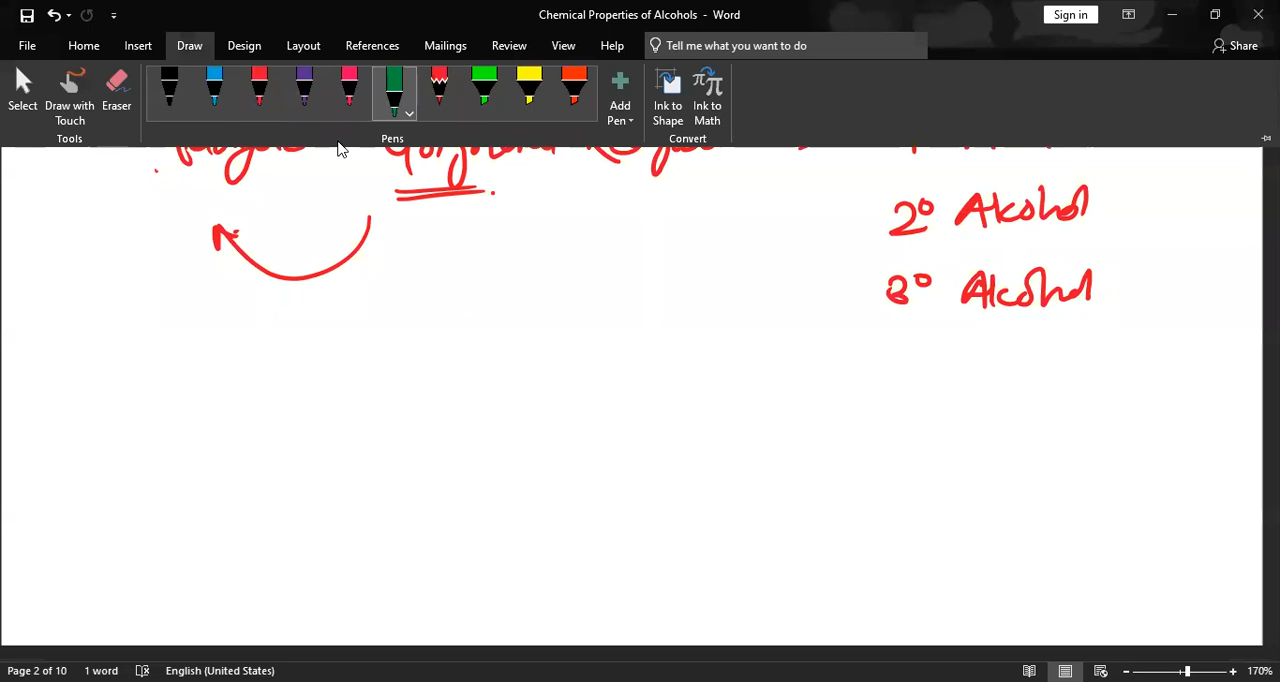 Chemical Properties of Alcohols - Word
Sign in
File Home Insert Draw Design Layout References Mailings Review View Help Tell me what you want to do Share
Select Draw with Touch Eraser Add Pen Ink to Shape Ink to Math
Tools Pens Convert
2° Alcohol
3° Alcohol
Page 2 of 10 1 word English (United States) 170%